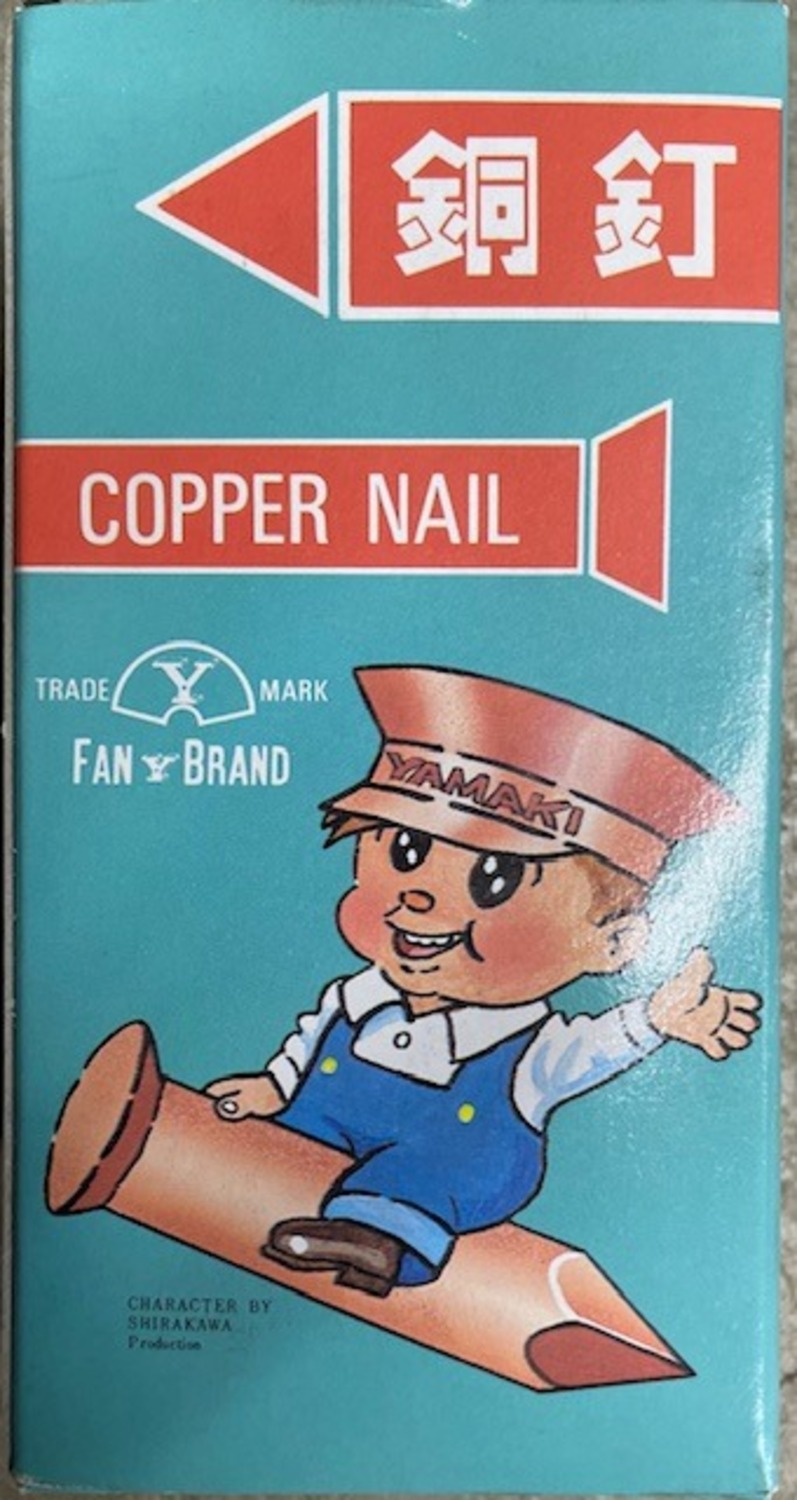 銅釘
COPPER NAIL
TRADE Y MARK
FAN Y BRAND
YAMAKI
CHARACTER BY
SHIRAKAWA
Production